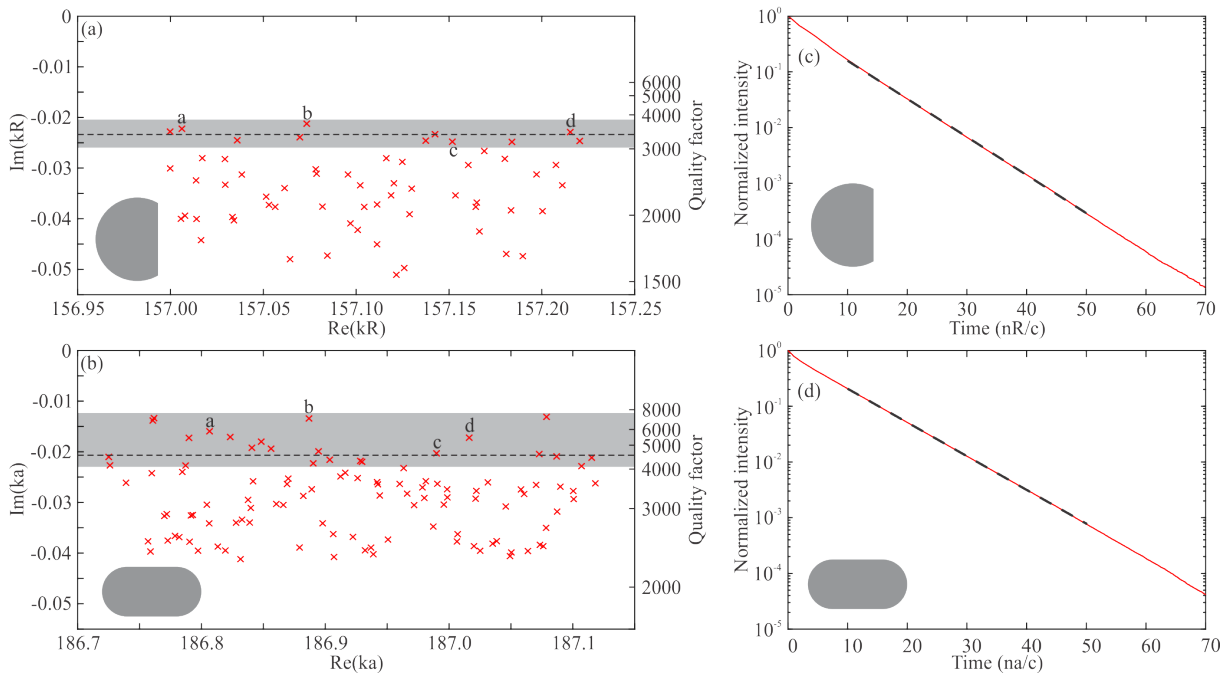 (a)
0
-0.01
-0.02
-0.03
-0.04
-0.05
Im(kR)
a
b
c
d
6000
5000
4000
3000
2000
1500
Quality factor
156.95
157.00
157.05
157.10
157.15
157.20
157.25
Re(kR)
(c)
10^0
10^-1
10^-2
10^-3
10^-4
10^-5
Normalized intensity
0
10
20
30
40
50
60
70
Time (nR/c)
(b)
0
-0.01
-0.02
-0.03
-0.04
-0.05
Im(ka)
a
b
c
d
8000
6000
5000
4000
3000
2000
Quality factor
186.7
186.8
186.9
187.0
187.1
Re(ka)
(d)
10^0
10^-1
10^-2
10^-3
10^-4
10^-5
Normalized intensity
0
10
20
30
40
50
60
70
Time (na/c)